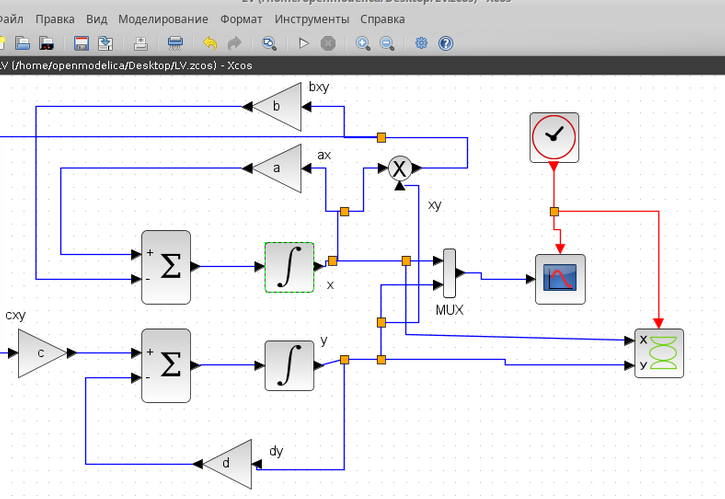 Файл Правка Вид Моделирование Формат Инструменты Справка
LV (/home/openmodelica/Desktop/LV.zcos) - Xcos
bxy
b
ax
a
X
xy
+
-
Σ
∫
x
MUX
cxy
c
+
-
Σ
∫
y
X
Y
dy
d